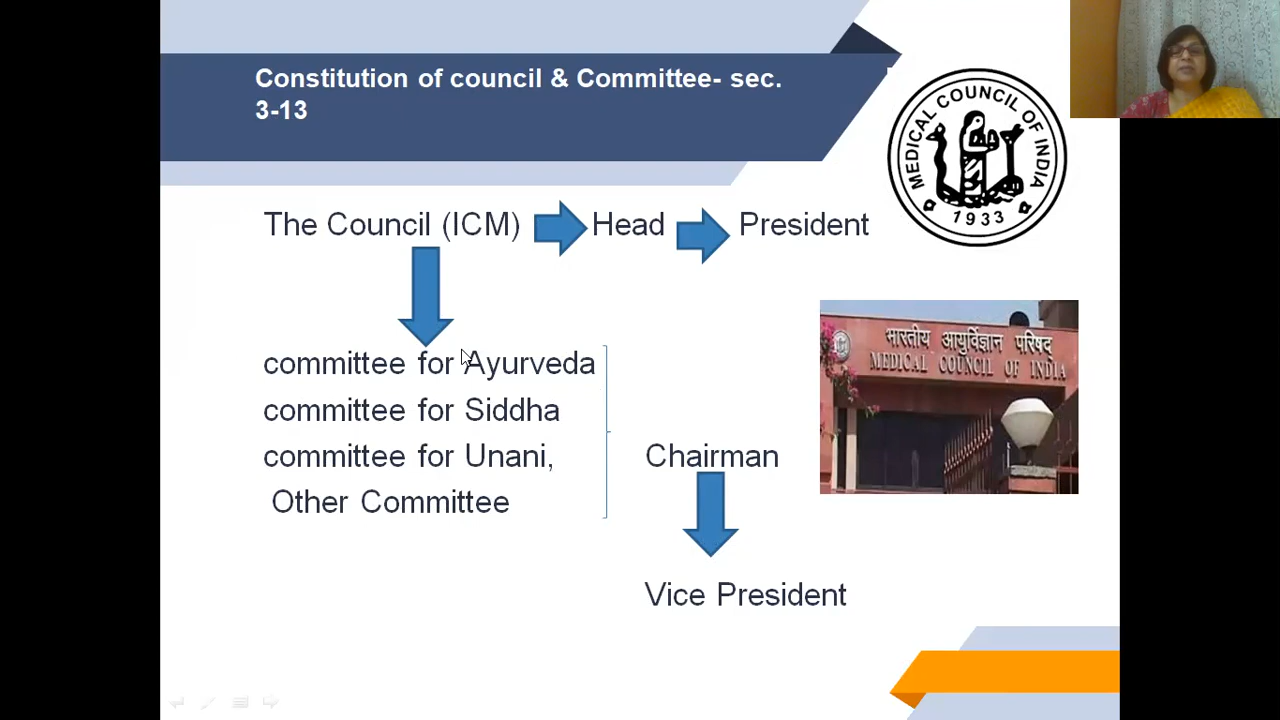 Constitution of council & Committee- sec.
3-13
MEDICAL COUNCIL OF INDIA
1933
The Council (ICM)
Head
President
भारतीय आयुर्विज्ञान परिषद्
MEDICAL COUNCIL OF INDIA
committee for Ayurveda
committee for Siddha
committee for Unani,
Other Committee
Chairman
Vice President